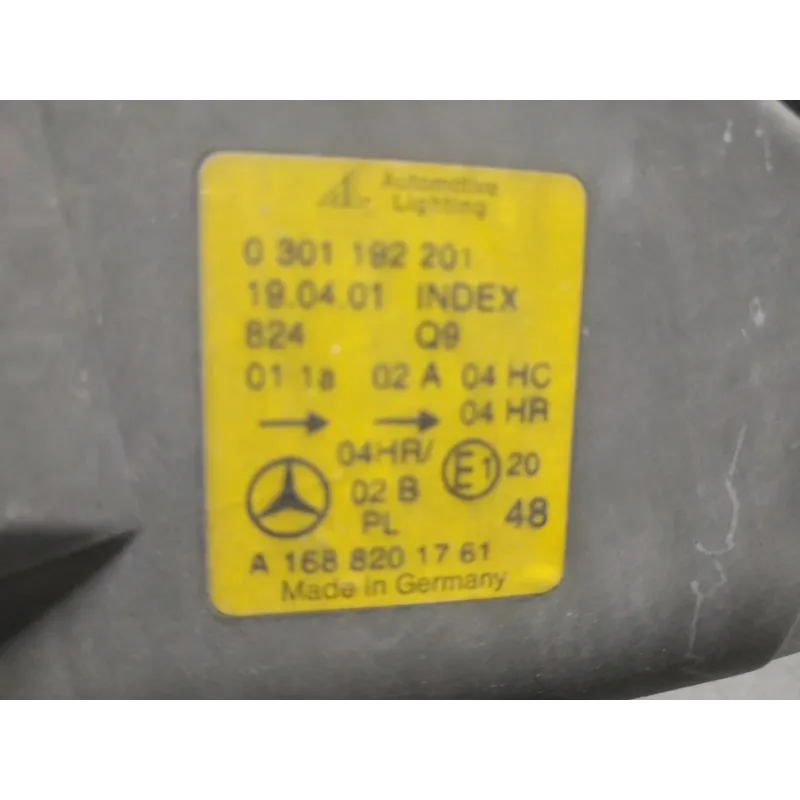 Automotive
Lighting
0 301 192 201
19.04.01 INDEX
824 Q9
01 1a 02 A 04 HC
04 HR
04HR/ E1 20
02 B
PL 48
A 168 820 17 61
Made in Germany